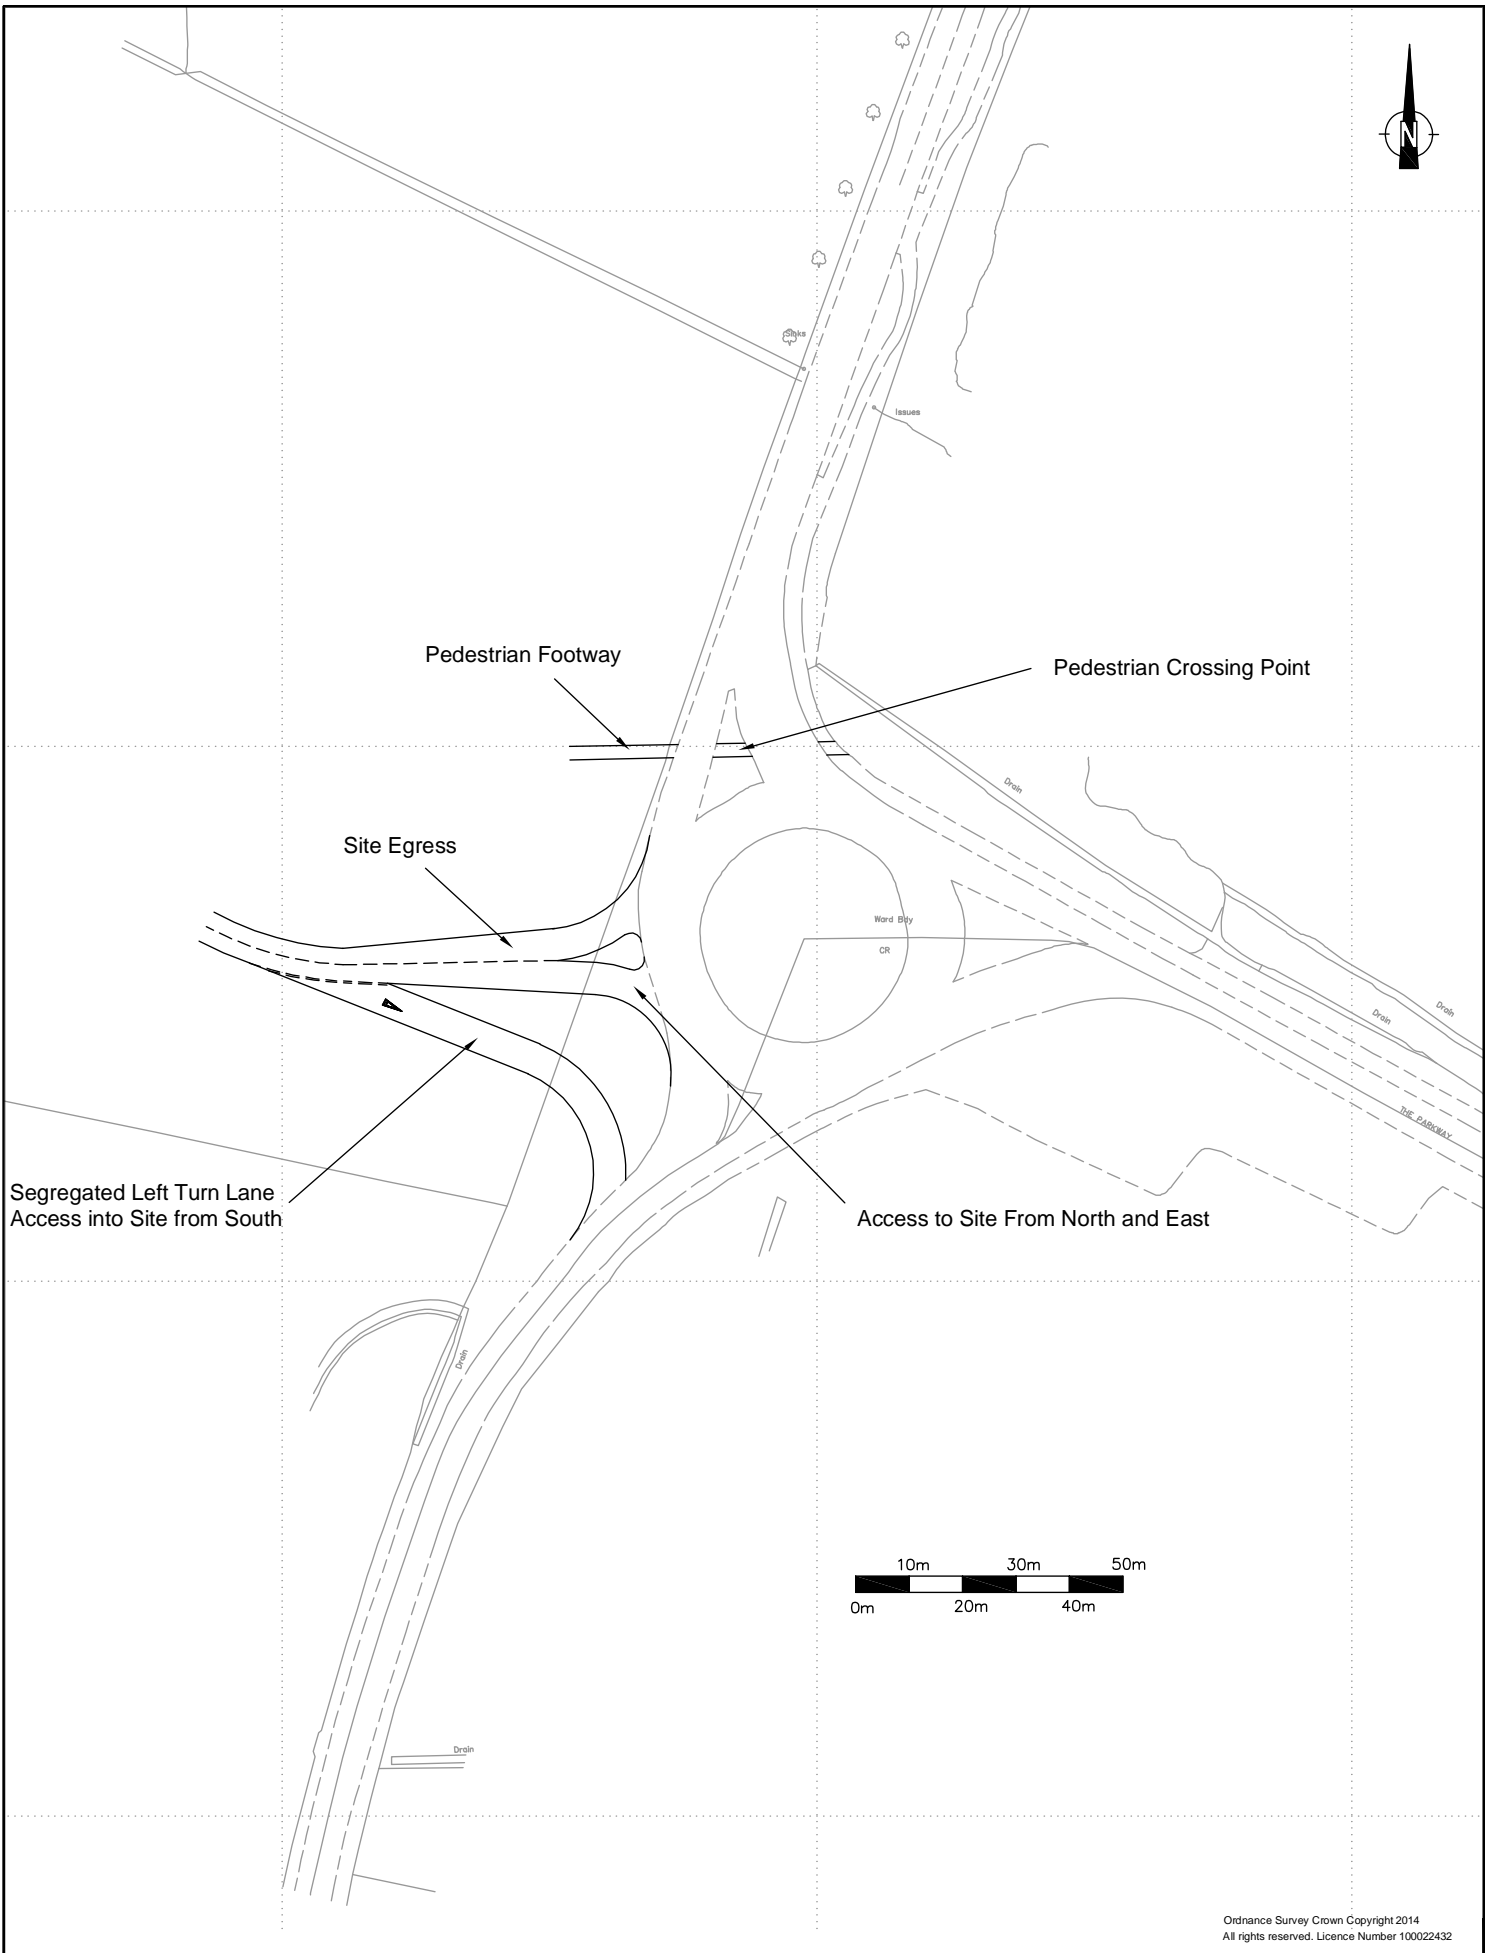 N
Sinks
Issues
Pedestrian Footway
Pedestrian Crossing Point
Drain
Site Egress
Ward Bdy
CR
Drain
Drain
THE PARKWAY
Segregated Left Turn Lane
Access into Site from South
Access to Site From North and East
Drain
10m 30m 50m
0m 20m 40m
Drain
Ordnance Survey Crown Copyright 2014
All rights reserved. Licence Number 100022432